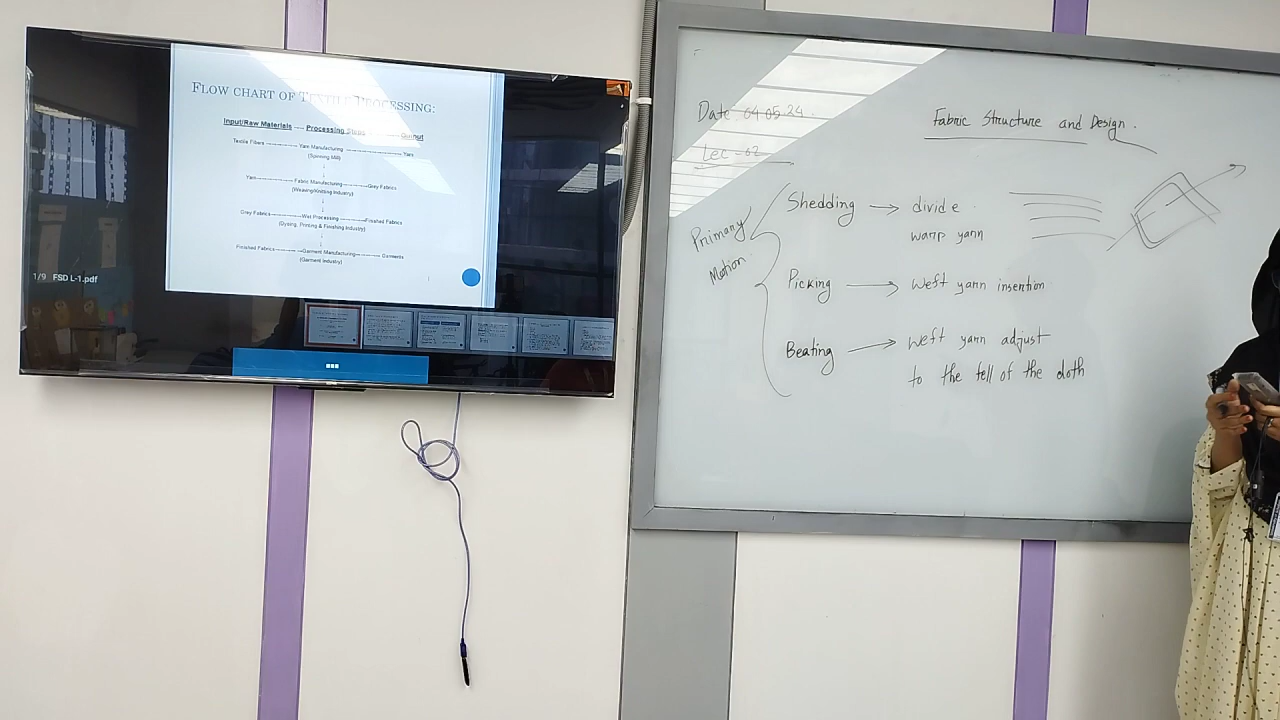 FLOW CHART OF TEXTILE PROCESSING:
Input/Raw Materials ---- Processing Steps Output
Textile Fibers ---------- Yarn Manufacturing ------------------ Yarn
(Spinning Mill)
Yarn ------------ Fabric Manufacturing --------- Grey Fabrics
(Weaving/Knitting Industry)
Grey Fabrics ---------- Wet Processing -------- Finished Fabrics
(Dyeing, Printing & Finishing Industry)
Finished Fabrics -------- Garment Manufacturing -------- Garments
(Garment Industry)
1
1/9 FSD L-1.pdf
Date 04.05.24.
Lec - 02
Fabric Structure and Design.
Primary
Motion
Shedding → divide
warp yarn
Picking → weft yarn insertion
Beating → weft yarn adjust
to the fell of the cloth